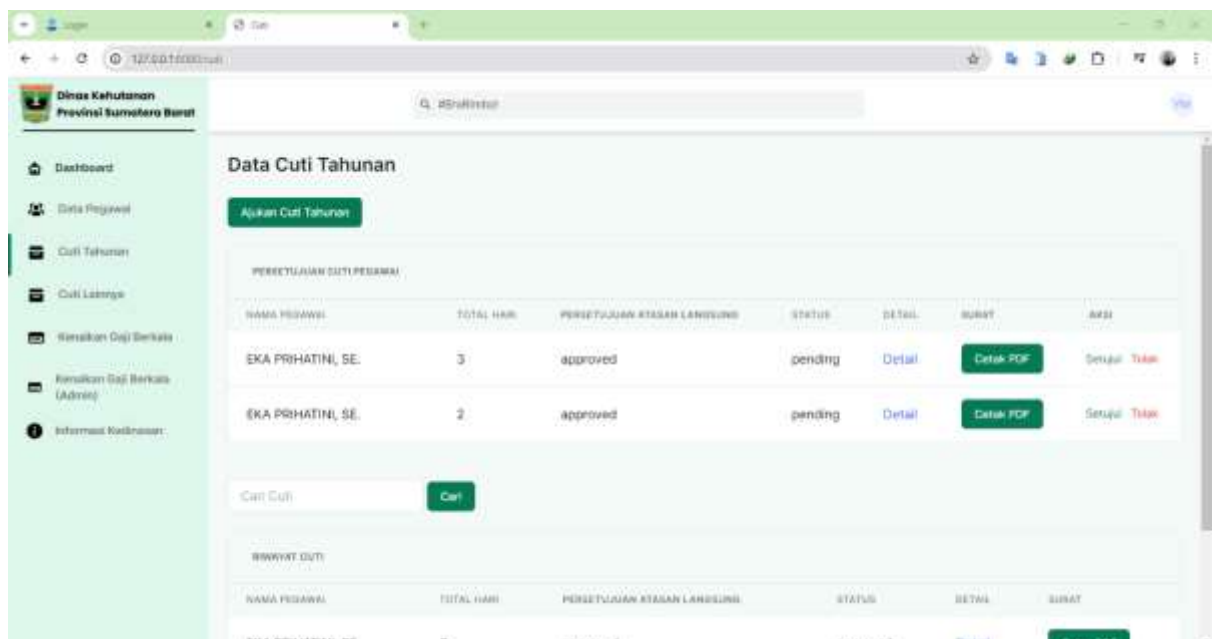 Login
Cuti
Dinas Kehutanan
Provinsi Sumatera Barat
Dashboard
Data Pegawai
Cuti Tahunan
Cuti Lainnya
Kenaikan Gaji Berkala
Kenaikan Gaji Berkala
(Admin)
Informasi Kedinasan
Data Cuti Tahunan
Ajukan Cuti Tahunan
PERSETUJUAN CUTI PEGAWAI
NAMA PEGAWAI TOTAL HARI PERSETUJUAN ATASAN LANGSUNG STATUS DETAIL SURAT AKSI
EKA PRIHATINI, SE. 3 approved pending Detail Cetak PDF Setujui Tolak
EKA PRIHATINI, SE. 2 approved pending Detail Cetak PDF Setujui Tolak
Cari Cuti Cari
RIWAYAT CUTI
NAMA PEGAWAI TOTAL HARI PERSETUJUAN ATASAN LANGSUNG STATUS DETAIL SURAT